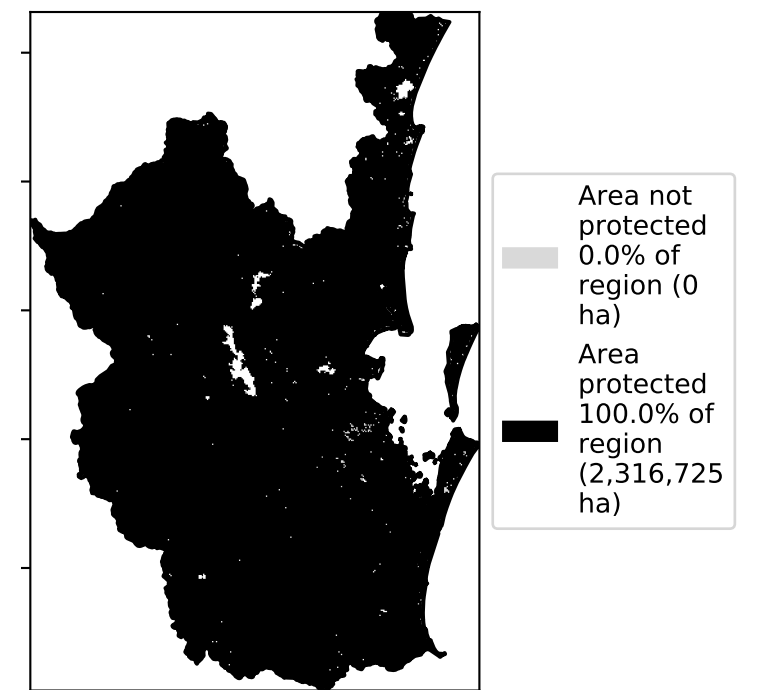 Area not
protected
0.0% of
region (0
ha)
Area
protected
100.0% of
region
(2,316,725
ha)